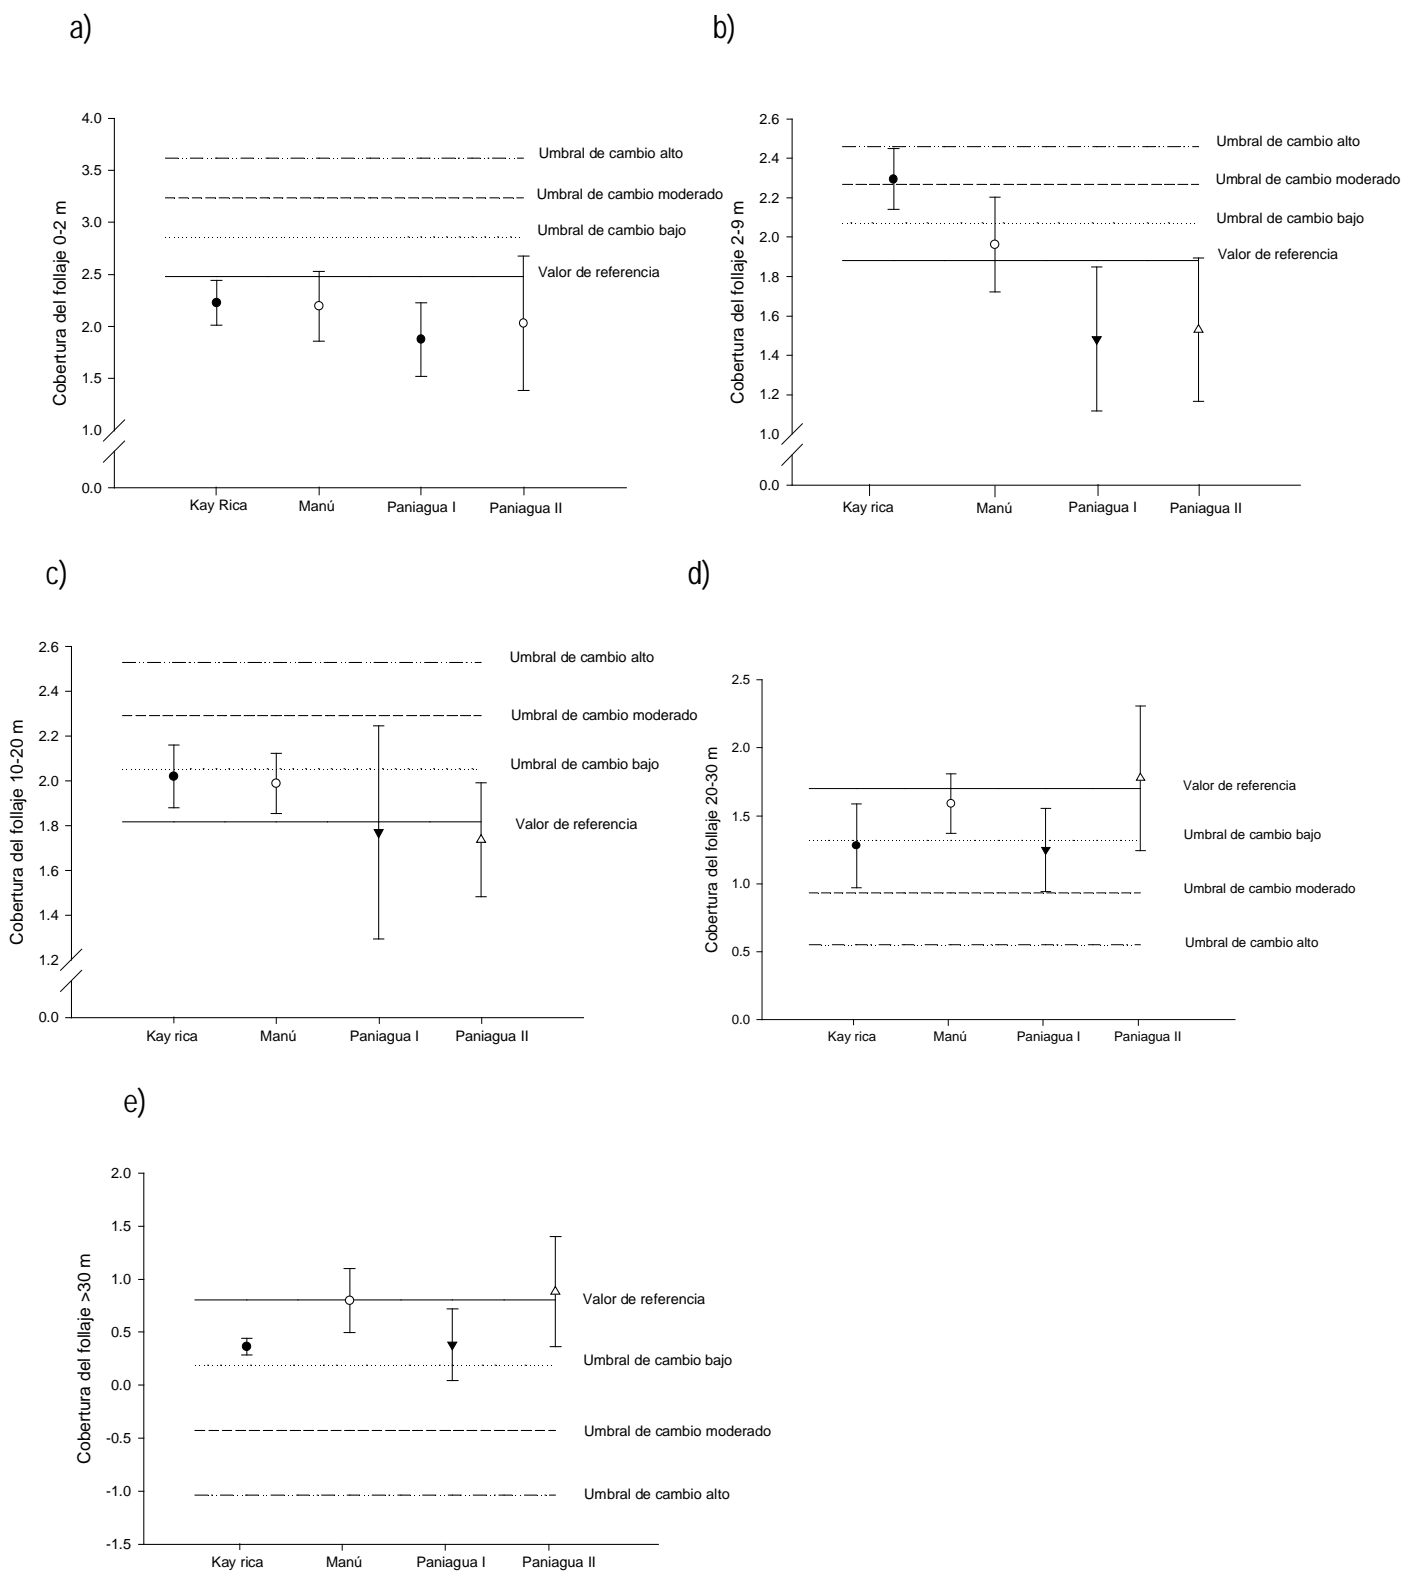 a)
4.0
3.5
3.0
2.5
2.0
1.5
1.0
0.0
Cobertura del follaje 0-2 m
Umbral de cambio alto
Umbral de cambio moderado
Umbral de cambio bajo
Valor de referencia
Kay Rica
Manú
Paniagua I
Paniagua II
b)
2.6
2.4
2.2
2.0
1.8
1.6
1.4
1.2
1.0
0.0
Cobertura del follaje 2-9 m
Umbral de cambio alto
Umbral de cambio moderado
Umbral de cambio bajo
Valor de referencia
Kay rica
Manú
Paniagua I
Paniagua II
c)
2.6
2.4
2.2
2.0
1.8
1.6
1.4
1.2
0.0
Cobertura del follaje 10-20 m
Umbral de cambio alto
Umbral de cambio moderado
Umbral de cambio bajo
Valor de referencia
Kay rica
Manú
Paniagua I
Paniagua II
d)
2.5
2.0
1.5
1.0
0.5
0.0
Cobertura del follaje 20-30 m
Valor de referencia
Umbral de cambio bajo
Umbral de cambio moderado
Umbral de cambio alto
Kay rica
Manú
Paniagua I
Paniagua II
e)
2.0
1.5
1.0
0.5
0.0
-0.5
-1.0
-1.5
Cobertura del follaje >30 m
Valor de referencia
Umbral de cambio bajo
Umbral de cambio moderado
Umbral de cambio alto
Kay rica
Manú
Paniagua I
Paniagua II